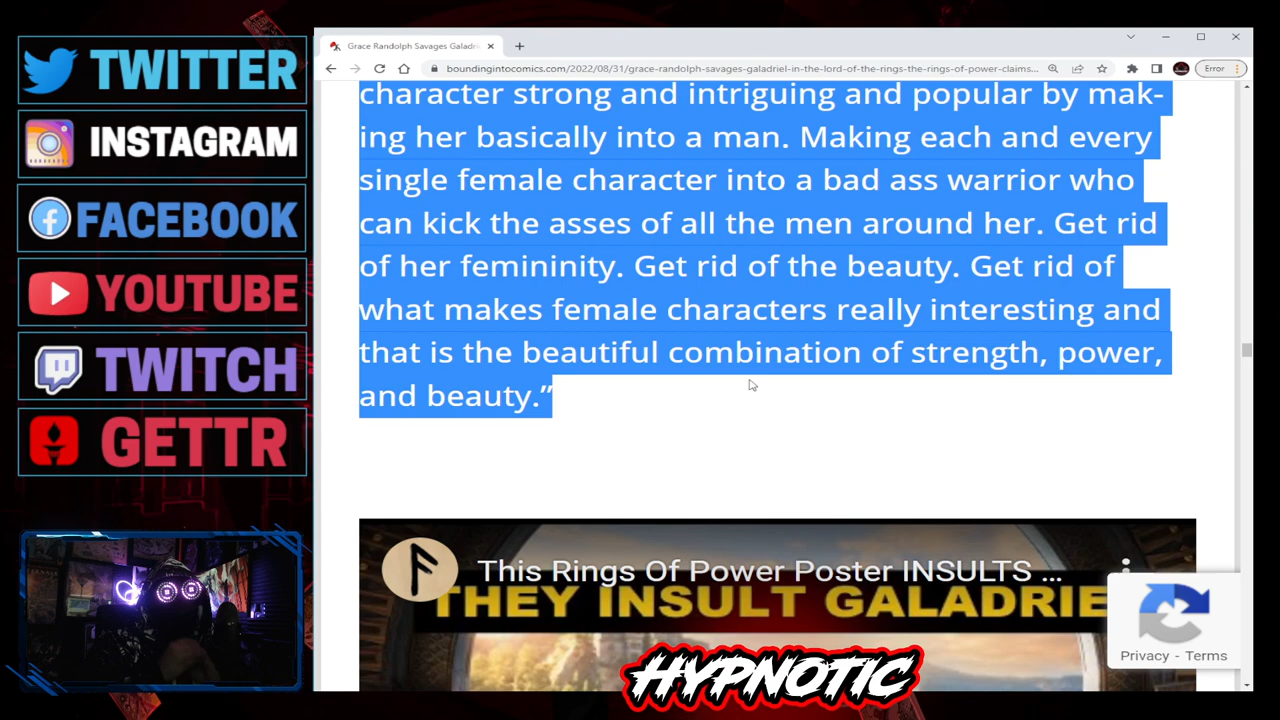 TWITTER
INSTAGRAM
FACEBOOK
YOUTUBE
TWITCH
GETTR
Grace Randolph Savages Galadri
boundingintocomics.com/2022/08/31/grace-randolph-savages-galadriel-in-the-lord-of-the-rings-the-rings-of-power-claims...
Error
character strong and intriguing and popular by mak-
ing her basically into a man. Making each and every
single female character into a bad ass warrior who
can kick the asses of all the men around her. Get rid
of her femininity. Get rid of the beauty. Get rid of
what makes female characters really interesting and
that is the beautiful combination of strength, power,
and beauty.”
This Rings Of Power Poster INSULTS ...
THEY INSULT GALADRIE
Privacy - Terms
HYPNOTIC